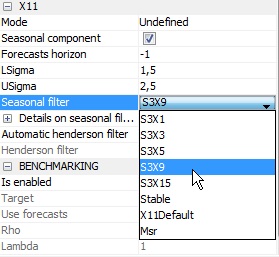 X11
Mode Undefined
Seasonal component
Forecasts horizon -1
LSigma 1,5
USigma 2,5
Seasonal filter S3X9
Details on seasonal fil... S3X1
Automatic henderson filter S3X3
Henderson filter S3X5
BENCHMARKING S3X9
Is enabled S3X15
Target Stable
Use forecasts X11Default
Rho Msr
Lambda 1